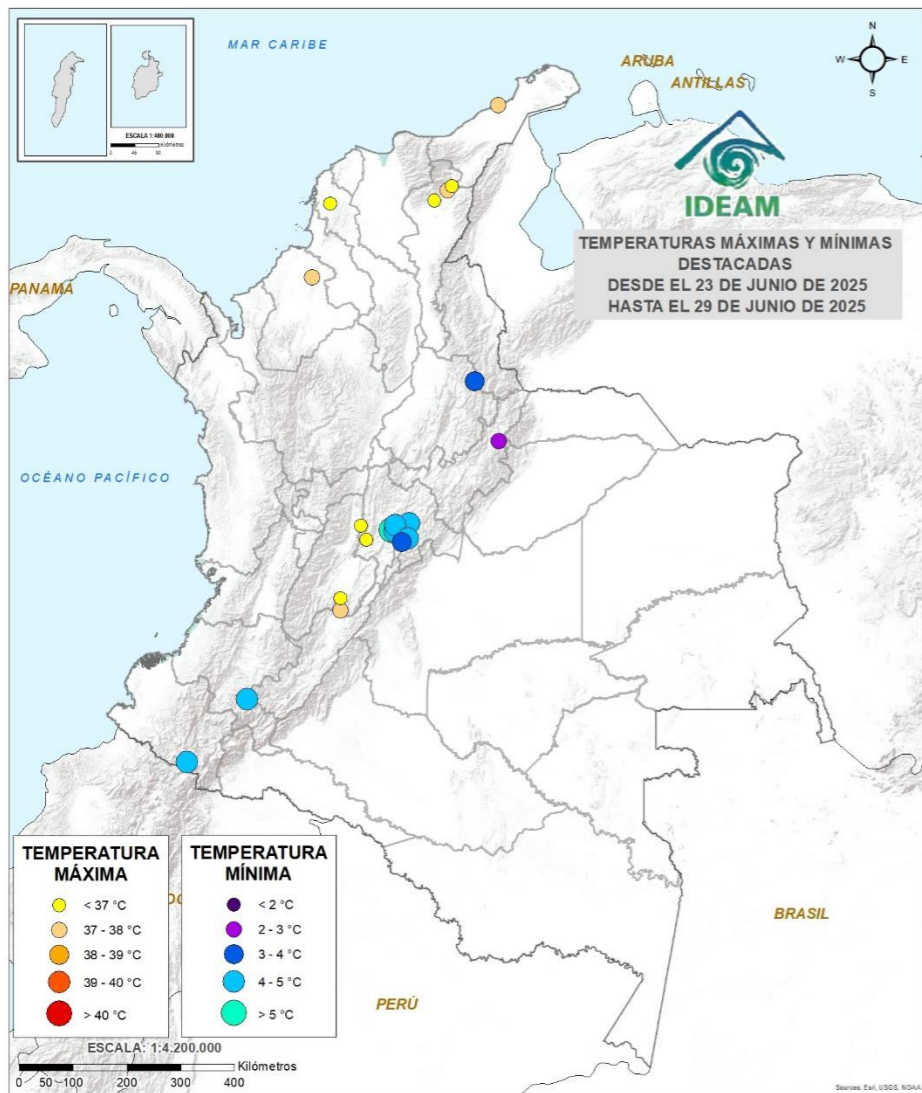 MAR CARIBE
ARUBA
ANTILLAS
N
W
E
S
ESCALA 1:400.000
Kilómetros
IDEAM
TEMPERATURAS MÁXIMAS Y MÍNIMAS
DESTACADAS
DESDE EL 23 DE JUNIO DE 2025
HASTA EL 29 DE JUNIO DE 2025
PANAMÁ
OCÉANO PACÍFICO
TEMPERATURA
MÁXIMA
< 37 °C
37 - 38 °C
38 - 39 °C
39 - 40 °C
> 40 °C
TEMPERATURA
MÍNIMA
< 2 °C
2 - 3 °C
3 - 4 °C
4 - 5 °C
> 5 °C
BRASIL
PERÚ
ESCALA: 1:4.200.000
Kilómetros
0 50 100 200 300 400
Sources: Esri, USGS, NOAA